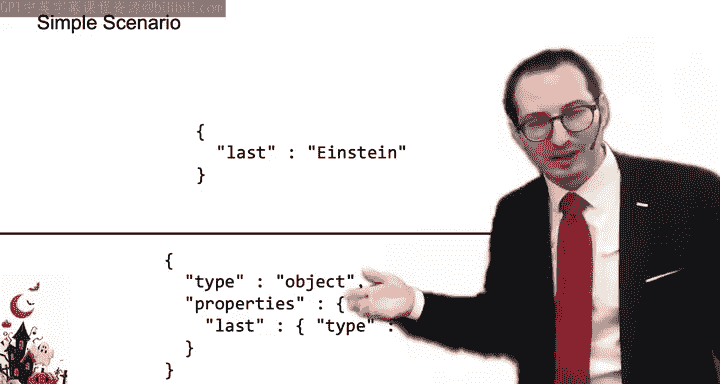 Simple Scenario
{
"last" : "Einstein"
}
{
"type" : "object",
"properties" : {
"last" : { "type" :
}
}